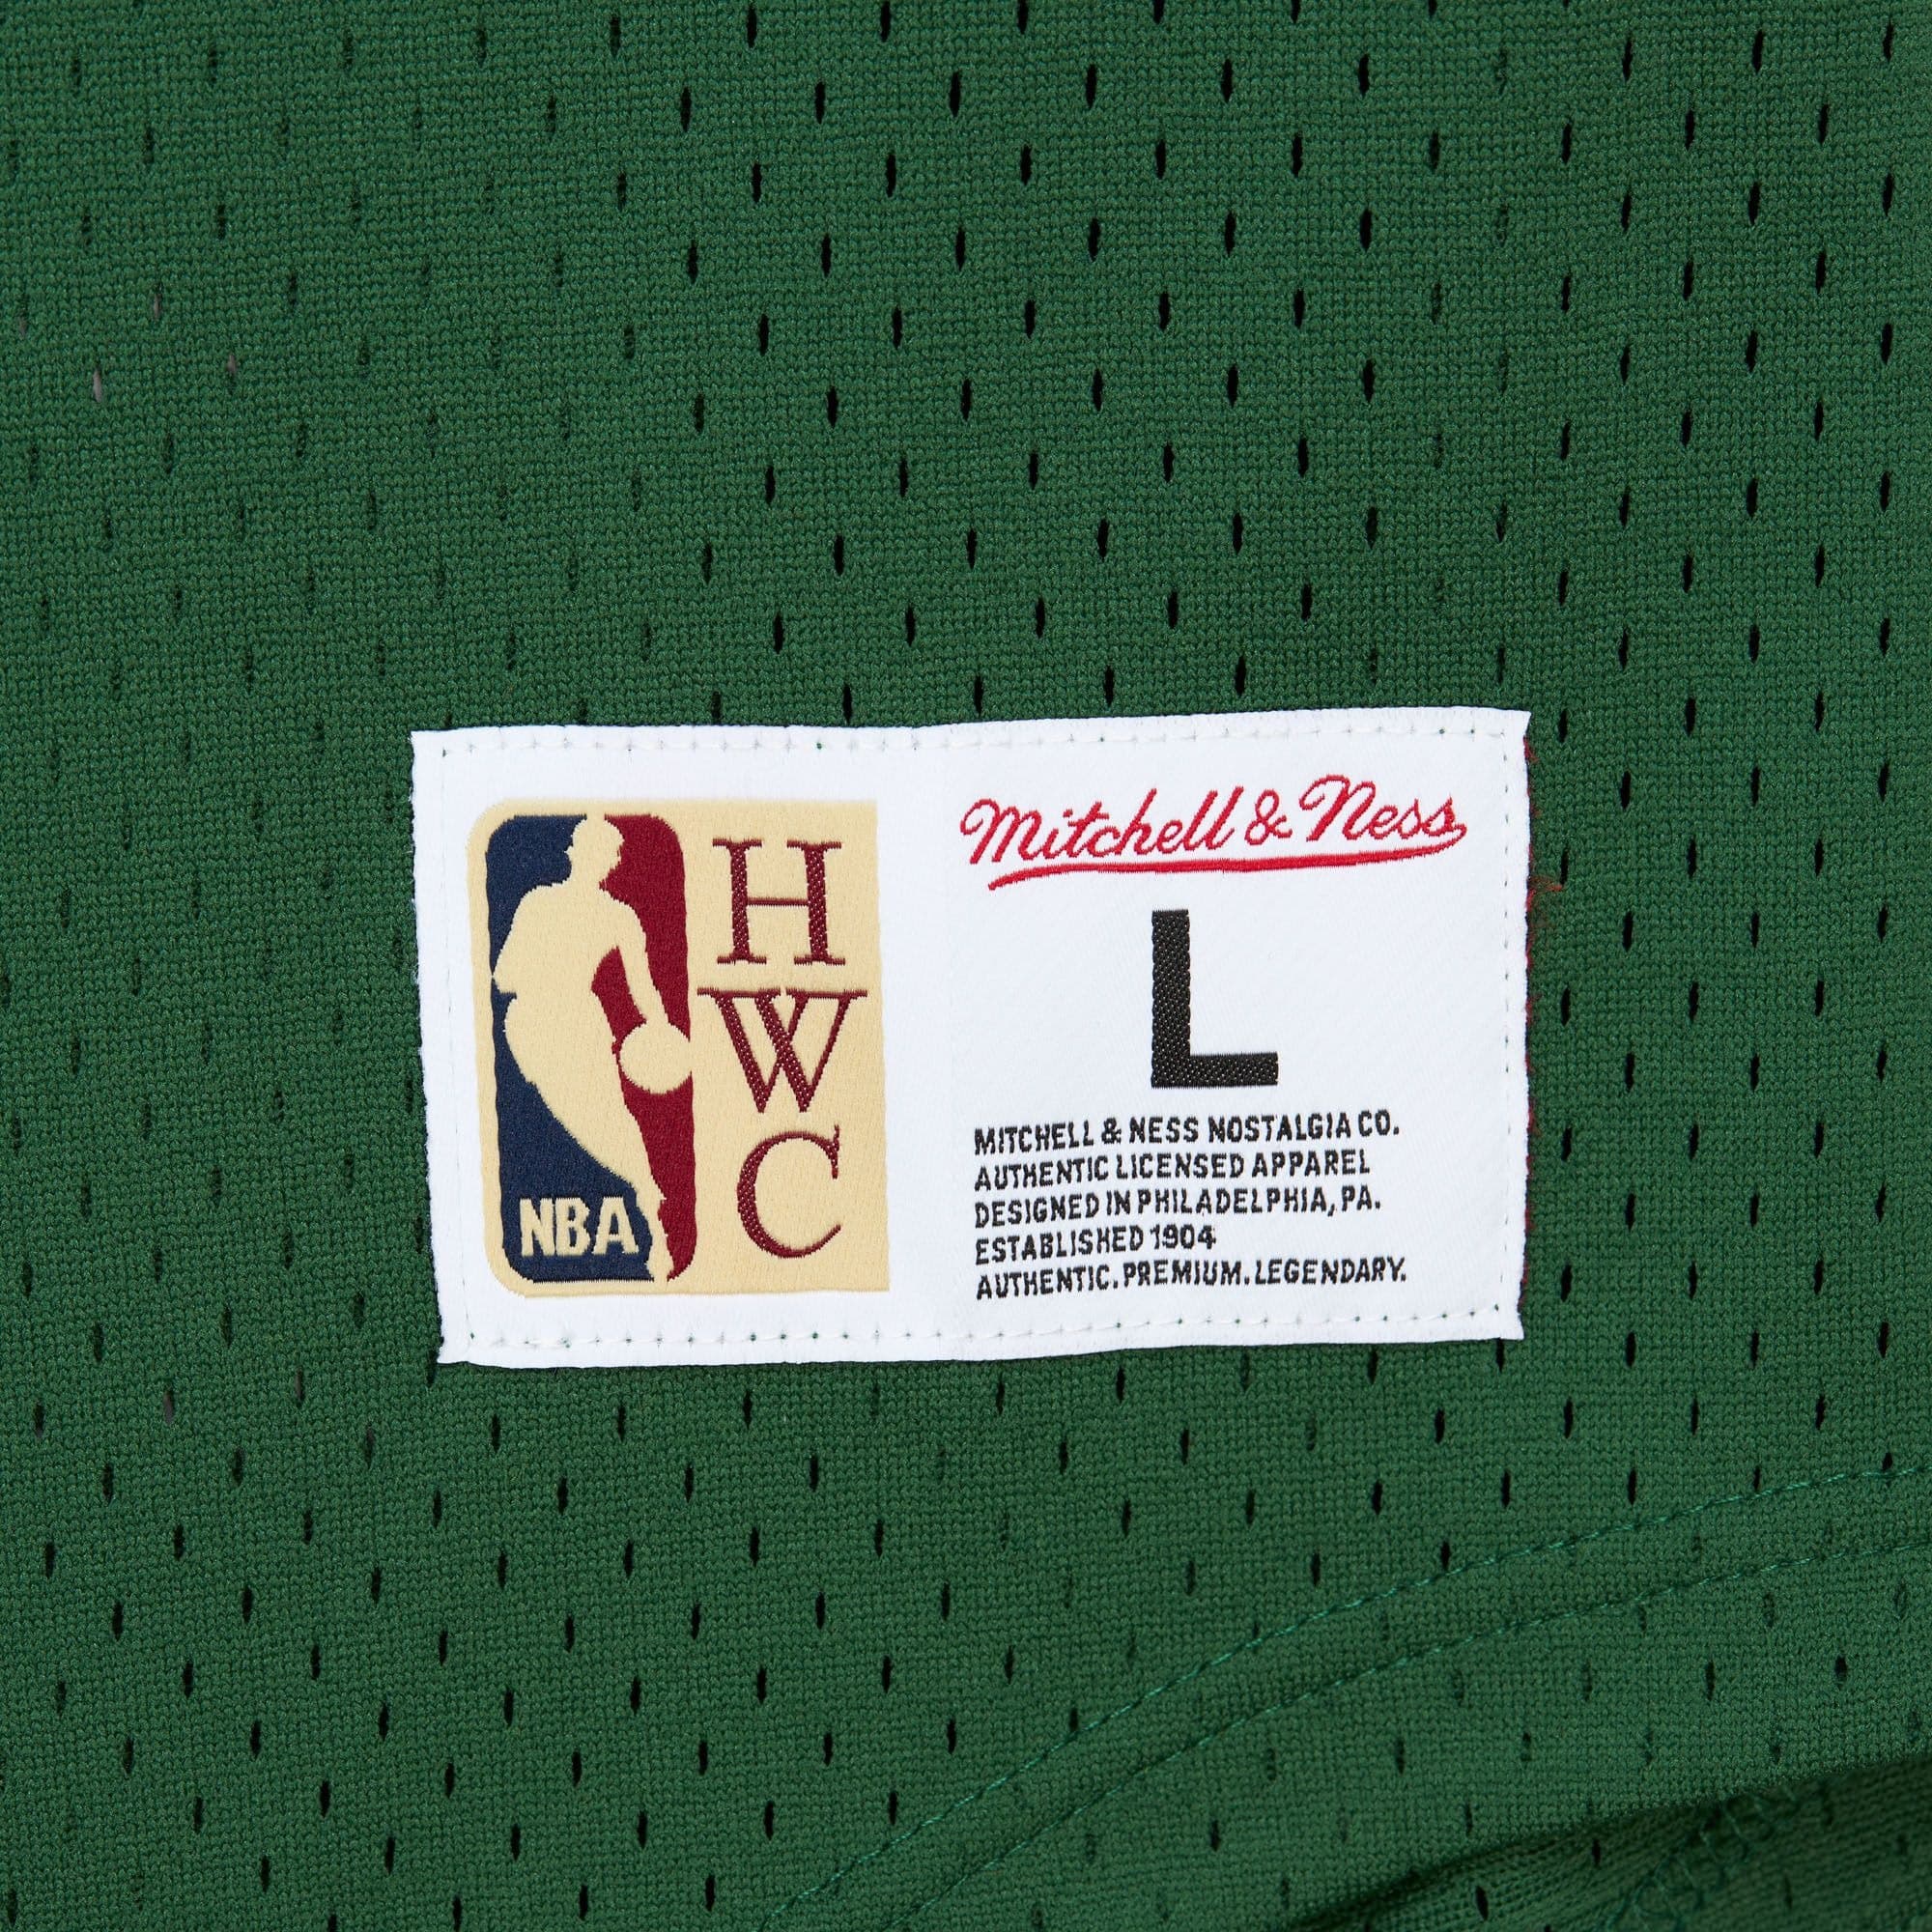 NBA
H
W
C
Mitchell & Ness
L
MITCHELL & NESS NOSTALGIA CO.
AUTHENTIC LICENSED APPAREL
DESIGNED IN PHILADELPHIA, PA.
ESTABLISHED 1904
AUTHENTIC. PREMIUM. LEGENDARY.